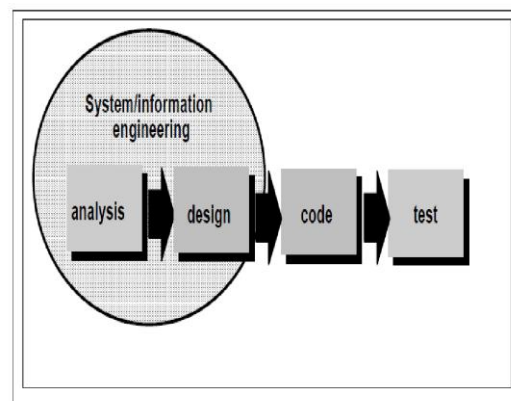 System/information
engineering
analysis
design
code
test